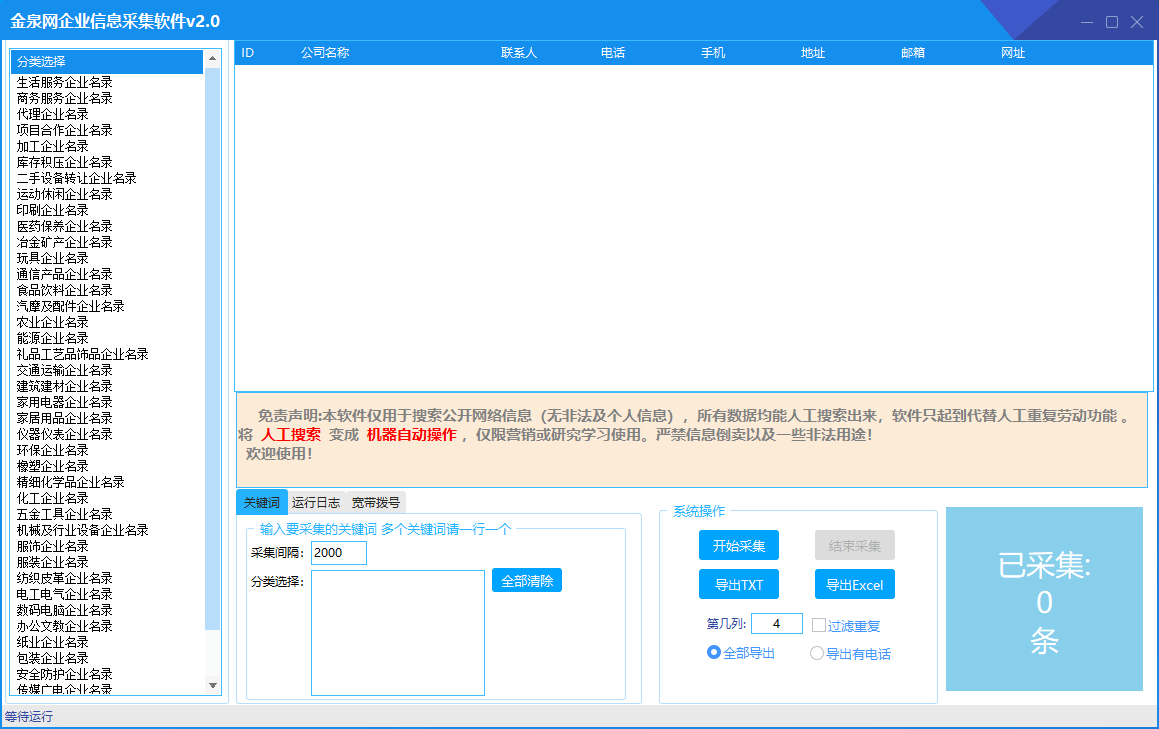 金泉网企业信息采集软件v2.0
分类选择
生活服务企业名录
商务服务企业名录
代理企业名录
项目合作企业名录
加工企业名录
库存积压企业名录
二手设备转让企业名录
运动休闲企业名录
印刷企业名录
医药保养企业名录
冶金矿产企业名录
玩具企业名录
通信产品企业名录
食品饮料企业名录
汽摩及配件企业名录
农业企业名录
能源企业名录
礼品工艺品饰品企业名录
交通运输企业名录
建筑建材企业名录
家用电器企业名录
家居用品企业名录
仪器仪表企业名录
环保企业名录
橡塑企业名录
精细化学品企业名录
化工企业名录
五金工具企业名录
机械及行业设备企业名录
服饰企业名录
服装企业名录
纺织皮革企业名录
电工电气企业名录
数码电脑企业名录
办公文教企业名录
纸业企业名录
包装企业名录
安全防护企业名录
传媒广电企业名录
ID 公司名称 联系人 电话 手机 地址 邮箱 网址
免责声明:本软件仅用于搜索公开网络信息（无非法及个人信息），所有数据均能人工搜索出来，软件只起到代替人工重复劳动功能 。
将 人工搜索 变成 机器自动操作 ，仅限营销或研究学习使用。严禁信息倒卖以及一些非法用途！
欢迎使用！
关键词 运行日志 宽带拨号
输入要采集的关键词 多个关键词请一行一个
采集间隔： 2000
分类选择： 全部清除
系统操作
开始采集 结束采集
导出TXT 导出Excel
第几列: 4 过滤重复
全部导出 导出有电话
已采集:
0
条
等待运行